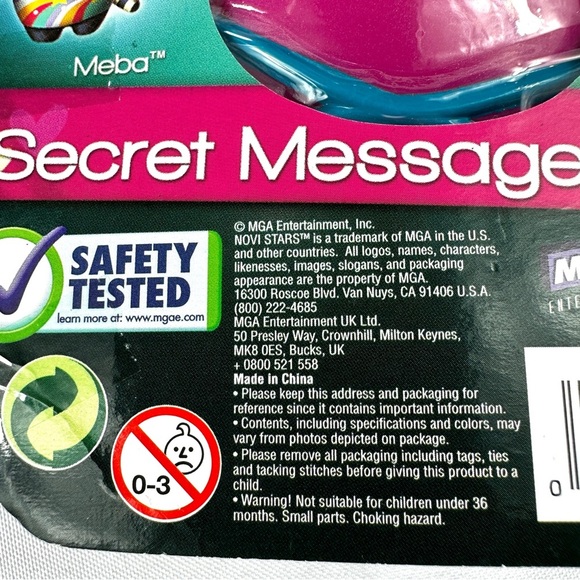 Meba™
Secret Message
SAFETY
TESTED
learn more at: www.mgae.com
0-3
© MGA Entertainment, Inc.
NOVI STARS™ is a trademark of MGA in the U.S.
and other countries. All logos, names, characters,
likenesses, images, slogans, and packaging
appearance are the property of MGA.
16300 Roscoe Blvd. Van Nuys, CA 91406 U.S.A.
(800) 222-4685
MGA Entertainment UK Ltd.
50 Presley Way, Crownhill, Milton Keynes,
MK8 0ES, Bucks, UK
+ 0800 521 558
Made in China
• Please keep this address and packaging for
reference since it contains important information.
• Contents, including specifications and colors, may
vary from photos depicted on package.
• Please remove all packaging including tags, ties
and tacking stitches before giving this product to a
child.
• Warning! Not suitable for children under 36
months. Small parts. Choking hazard.
M
ENTE
0